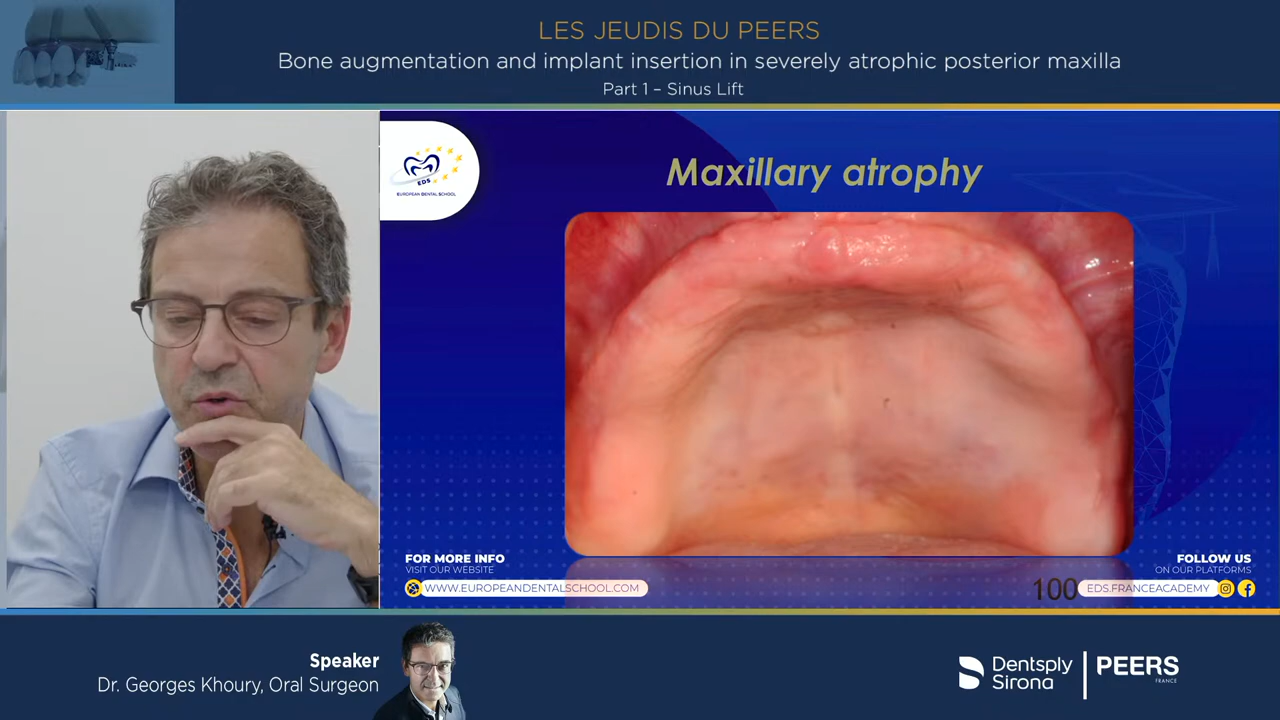 LES JEUDIS DU PEERS
Bone augmentation and implant insertion in severely atrophic posterior maxilla
Part 1 – Sinus Lift
EDS
EUROPEAN DENTAL SCHOOL
Maxillary atrophy
FOR MORE INFO
VISIT OUR WEBSITE
WWW.EUROPEANDENTALSCHOOL.COM
100
FOLLOW US
ON OUR PLATFORMS
EDS.FRANCEACADEMY
Speaker
Dr. Georges Khoury, Oral Surgeon
Dentsply
Sirona
PEERS
FRANCE